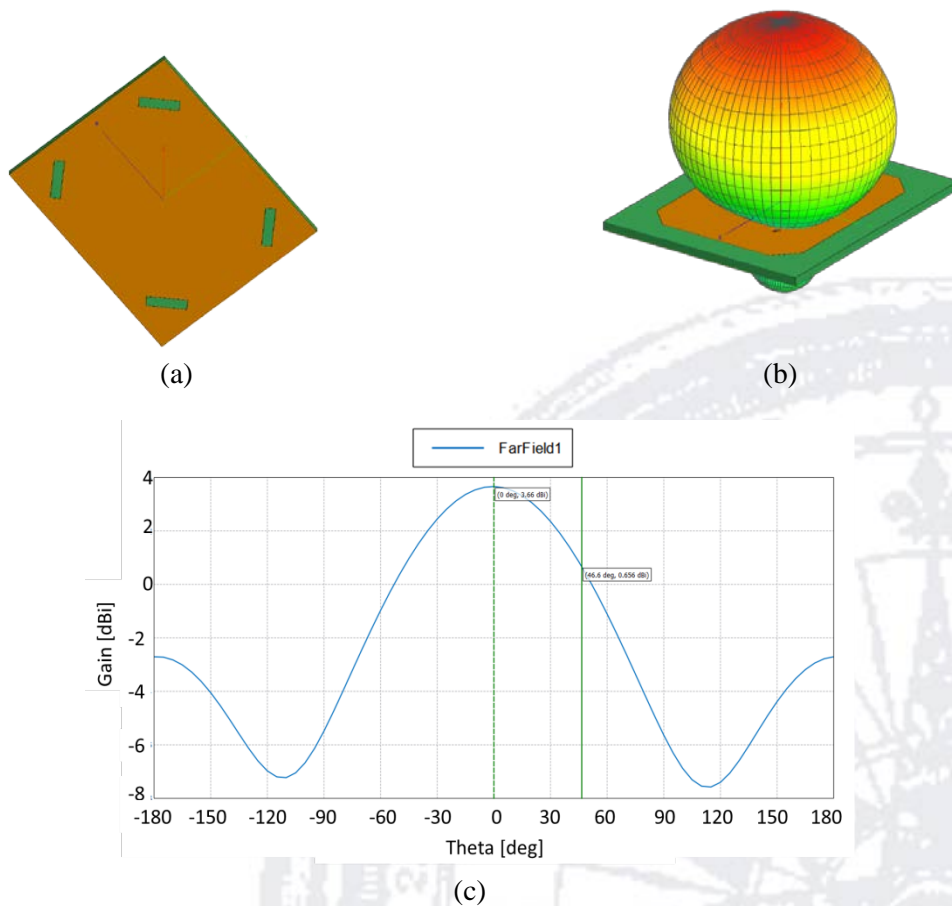 (a)
(b)
FarField1
4
(0 deg, 3,66 dBi)
2
(46.6 deg, 0.656 dBi)
0
-2
-4
-6
-8
Gain [dBi]
-180 -150 -120 -90 -60 -30 0 30 60 90 120 150 180
Theta [deg]
(c)